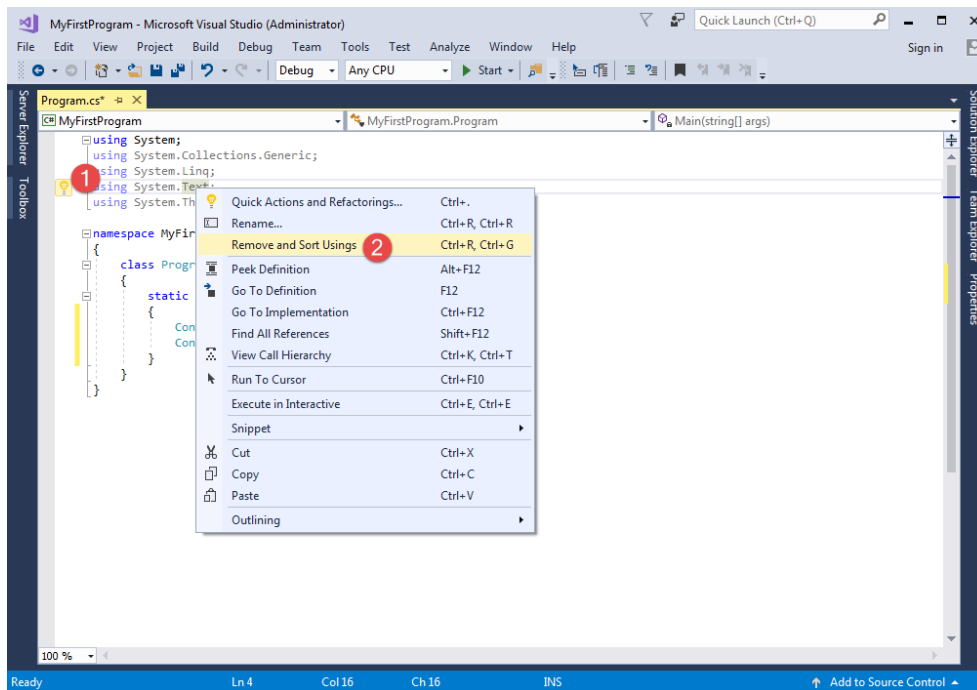 MyFirstProgram - Microsoft Visual Studio (Administrator)
Quick Launch (Ctrl+Q)
File Edit View Project Build Debug Team Tools Test Analyze Window Help
Sign in
Debug Any CPU Start
Server Explorer
Toolbox
Program.cs*
C# MyFirstProgram MyFirstProgram.Program Main(string[] args)
using System;
using System.Collections.Generic;
using System.Linq;
1
using System.Text;
using System.Th
namespace MyFir
{
class Progr
{
static
{
Con
Con
}
}
}
Quick Actions and Refactorings... Ctrl+.
Rename... Ctrl+R, Ctrl+R
Remove and Sort Usings 2 Ctrl+R, Ctrl+G
Peek Definition Alt+F12
Go To Definition F12
Go To Implementation Ctrl+F12
Find All References Shift+F12
View Call Hierarchy Ctrl+K, Ctrl+T
Run To Cursor Ctrl+F10
Execute in Interactive Ctrl+E, Ctrl+E
Snippet
Cut Ctrl+X
Copy Ctrl+C
Paste Ctrl+V
Outlining
Solution Explorer
Team Explorer
Properties
100 %
Ready Ln 4 Col 16 Ch 16 INS Add to Source Control